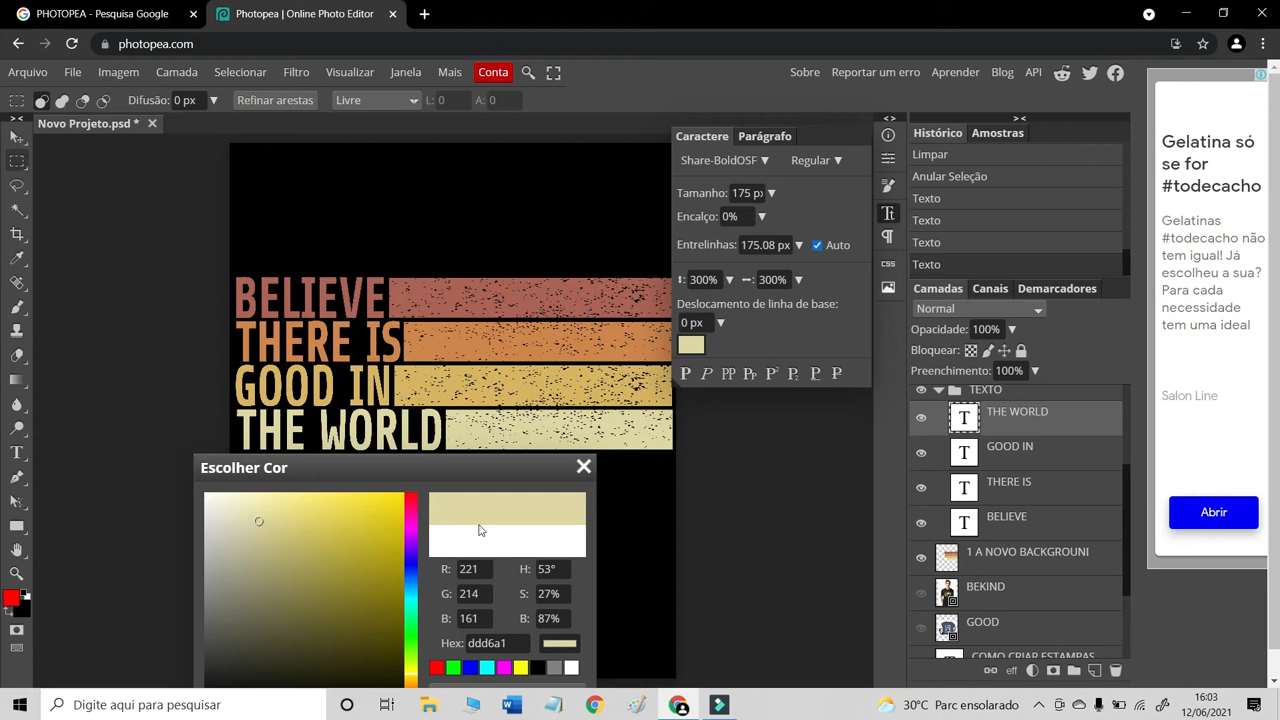 PHOTOPEA - Pesquisa Google
Photopea | Online Photo Editor
photopea.com
Arquivo File Imagem Camada Selecionar Filtro Visualizar Janela Mais Conta
Sobre Reportar um erro Aprender Blog API
Difusão: 0 px Refinar arestas Livre L: 0 A: 0
Novo Projeto.psd *
Caractere Parágrafo
Share-BoldOSF Regular
Tamanho: 175 px
Encalço: 0%
Entrelinhas: 175.08 px Auto
300% 300%
Deslocamento de linha de base:
0 px
Histórico Amostras
Limpar
Anular Seleção
Texto
Texto
Texto
Texto
Camadas Canais Demarcadores
Normal
Opacidade: 100%
Bloquear:
Preenchimento: 100%
TEXTO
THE WORLD
GOOD IN
THERE IS
BELIEVE
1 A NOVO BACKGROUNI
BEKIND
GOOD
COMO CRIAR ESTAMPAS
eff
BELIEVE
THERE IS
GOOD IN
THE WORLD
Escolher Cor
R: 221 H: 53°
G: 214 S: 27%
B: 161 B: 87%
Hex: ddd6a1
Gelatina só
se for
#todecacho
Gelatinas
#todecacho não
tem igual! Já
escolheu a sua?
Para cada
necessidade
tem uma ideal
Salon Line
Abrir
Digite aqui para pesquisar
30°C Parc ensolarado
16:03
12/06/2021